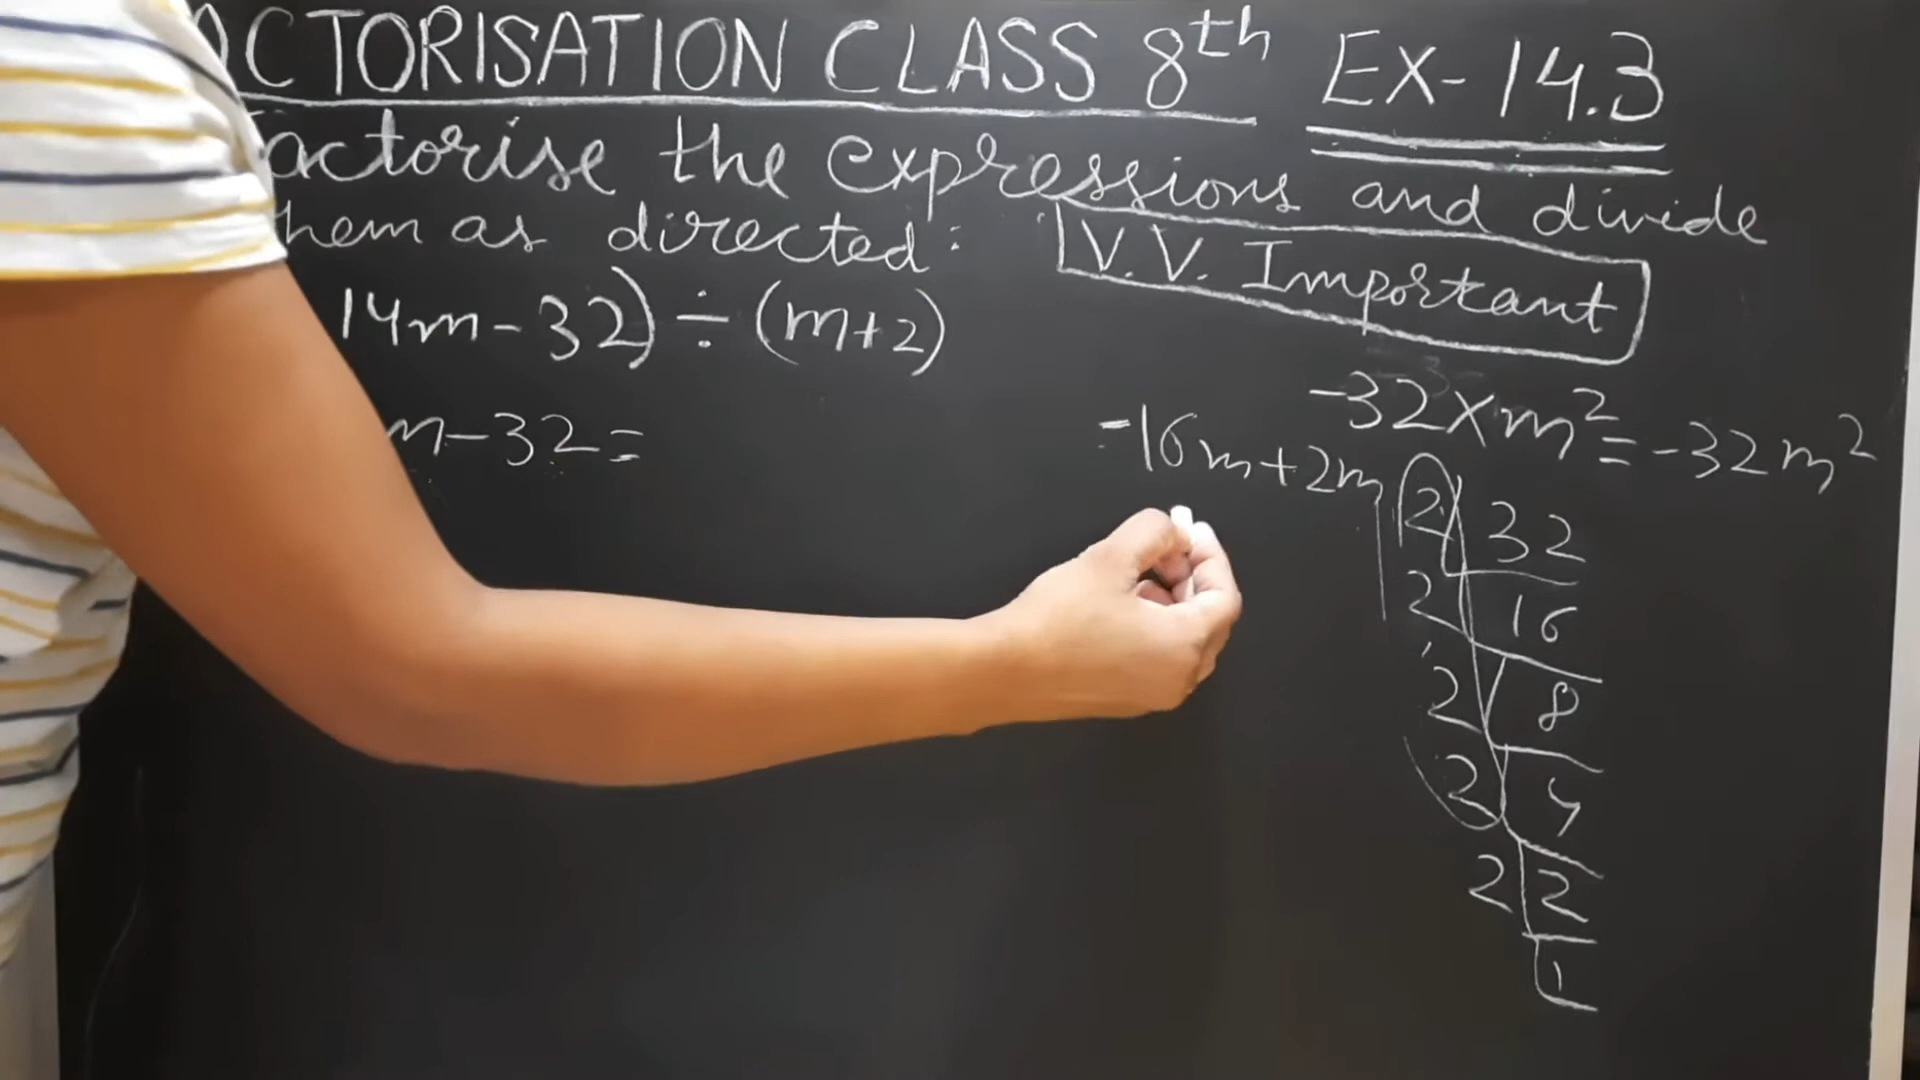 ACTORISATION CLASS 8th EX-14.3
actorise the expressions and divide
hem as directed:
V.V. Important
14m-32)÷(m+2)
m-32=
-32×m²=-32m²
-16m+2m
2 32
2 16
2 8
2 4
2 2
1